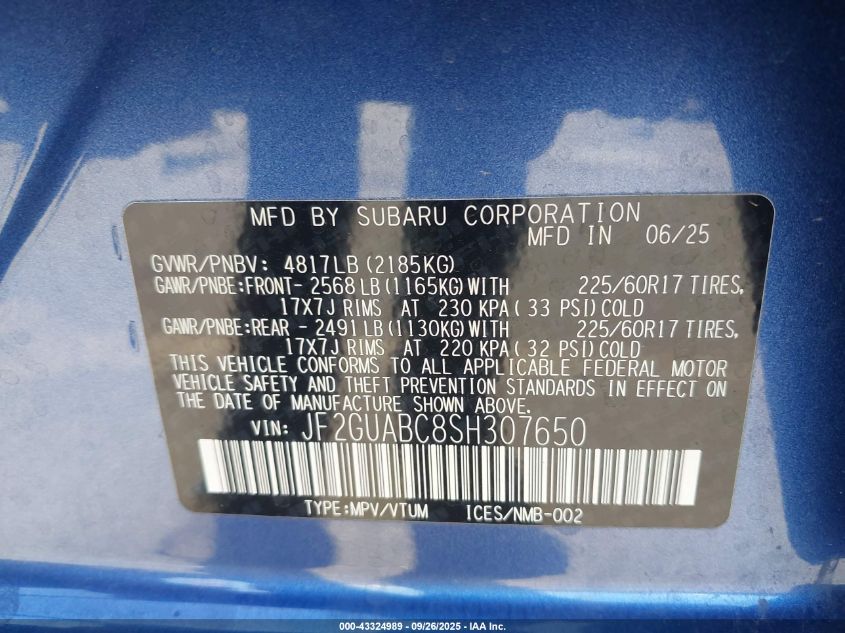 MFD BY SUBARU CORPORATION
MFD IN 06/25
GVWR/PNBV: 4817LB(2185KG)
GAWR/PNBE:FRONT- 2568LB(1165KG)WITH 225/60R17 TIRES,
17X7J RIMS AT 230 KPA(33 PSI)COLD
GAWR/PNBE:REAR - 2491LB(1130KG)WITH 225/60R17 TIRES,
17X7J RIMS AT 220 KPA(32 PSI)COLD
THIS VEHICLE CONFORMS TO ALL APPLICABLE FEDERAL MOTOR
VEHICLE SAFETY AND THEFT PREVENTION STANDARDS IN EFFECT ON
THE DATE OF MANUFACTURE SHOWN ABOVE.
VIN: JF2GUABC8SH307650
TYPE:MPV/VTUM ICES/NMB-002
000-43324989 - 09/26/2025 - IAA Inc.